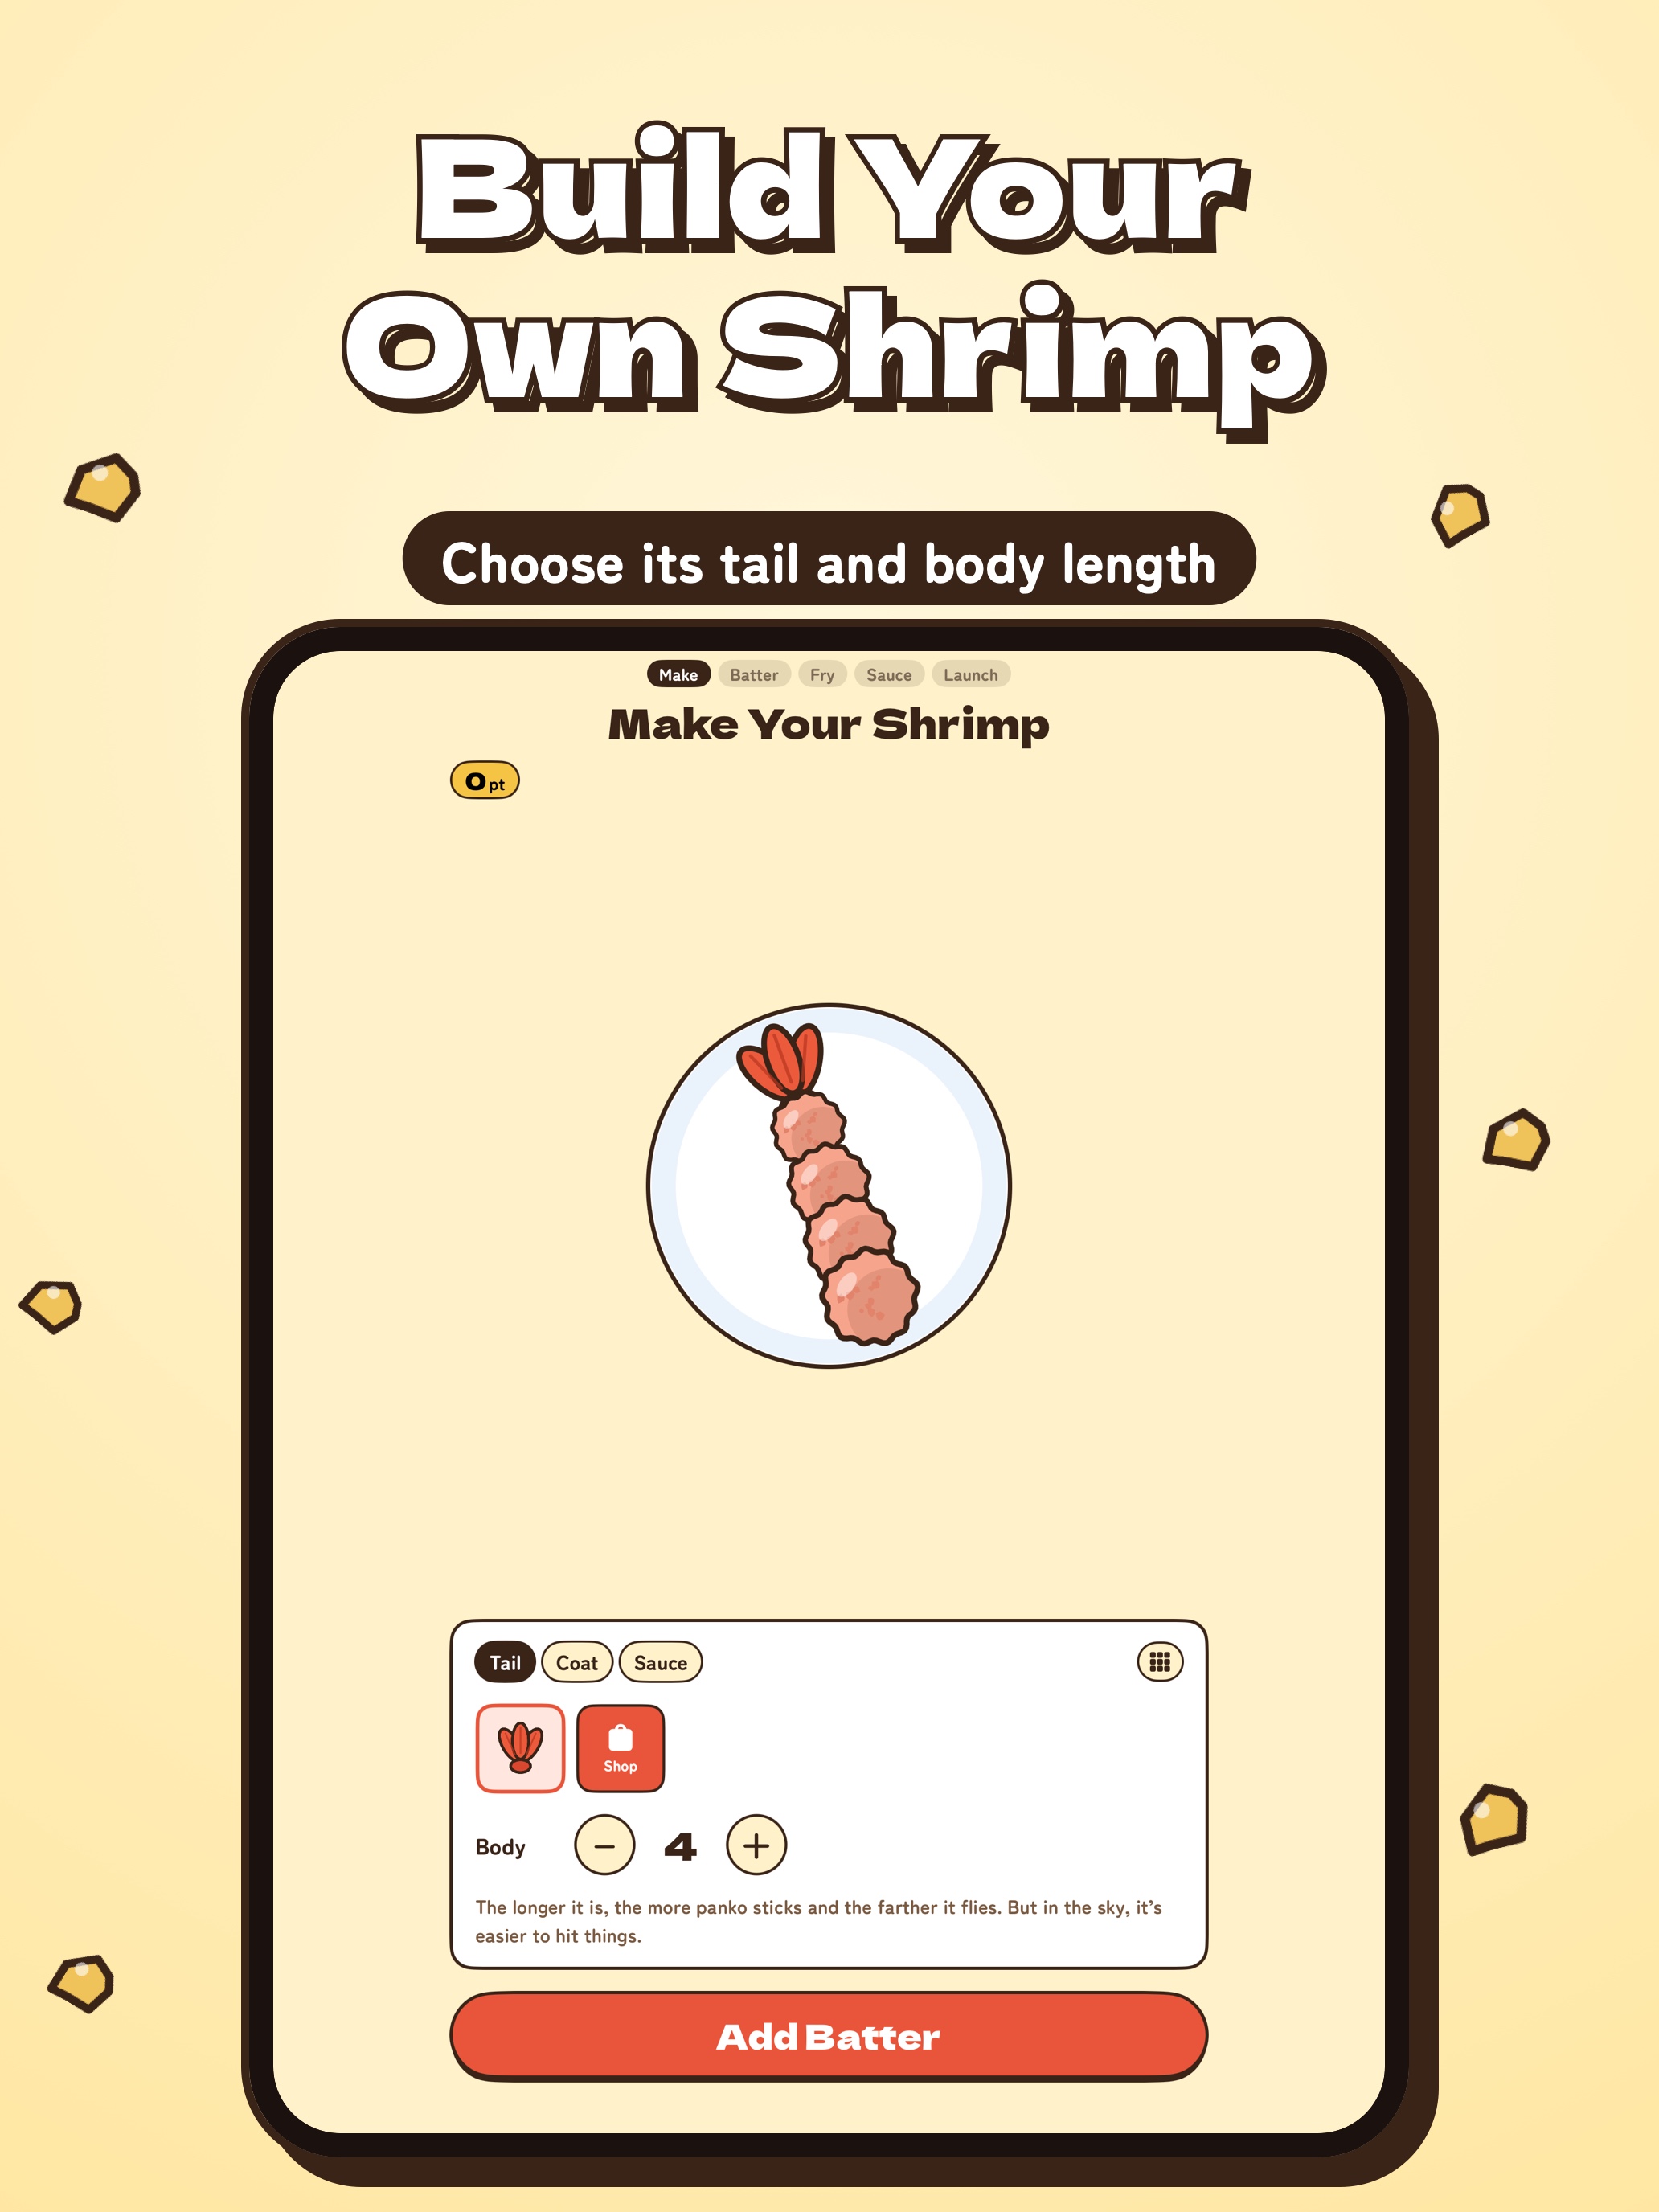 Build Your
Own Shrimp
Choose its tail and body length
Make Batter Fry Sauce Launch
Make Your Shrimp
0pt
Tail Coat Sauce
Shop
Body − 4 +
The longer it is, the more panko sticks and the farther it flies. But in the sky, it’s
easier to hit things.
Add Batter